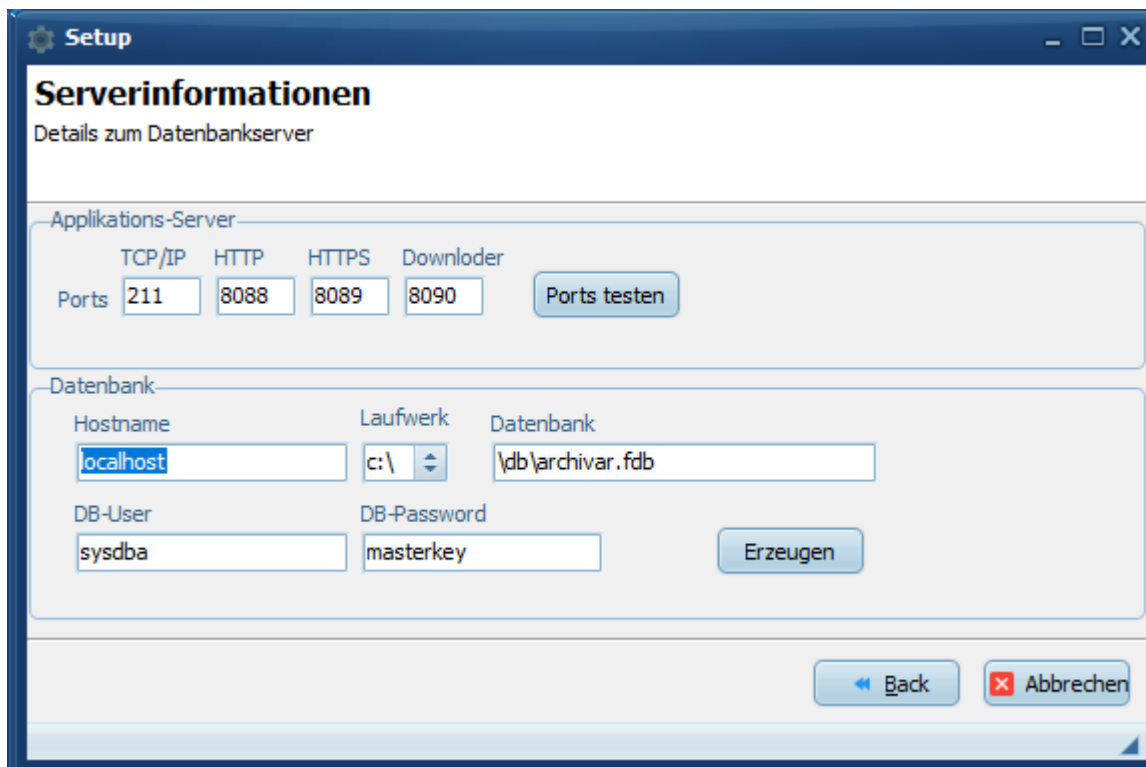 Setup
Serverinformationen
Details zum Datenbankserver
Applikations-Server
TCP/IP HTTP HTTPS Downloder
Ports 211 8088 8089 8090 Ports testen
Datenbank
Hostname Laufwerk Datenbank
localhost c:\ \db\archivar.fdb
DB-User DB-Password
sysdba masterkey Erzeugen
Back Abbrechen